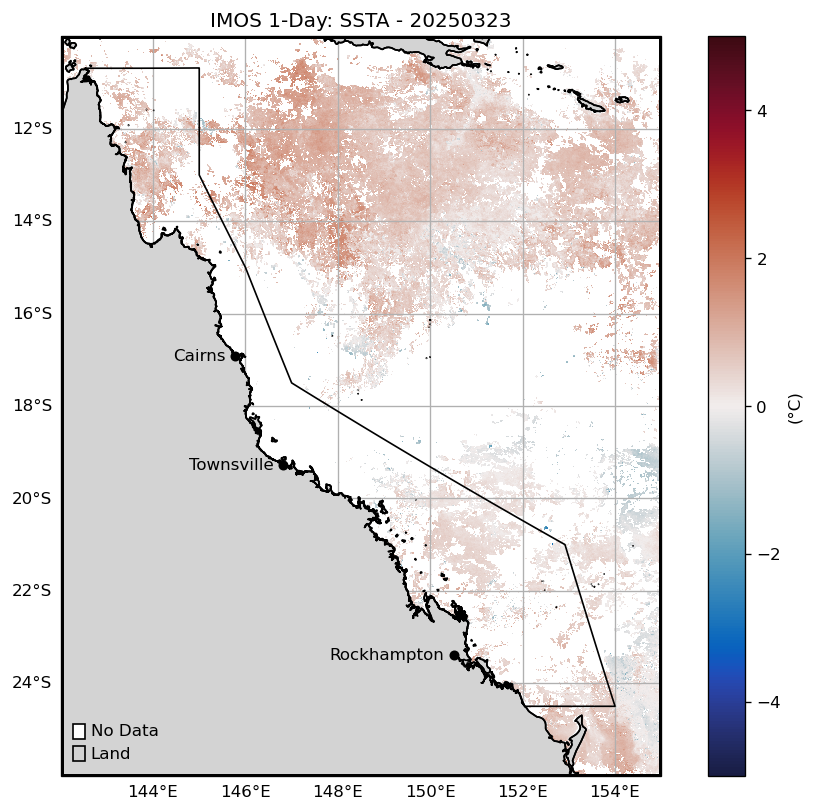 IMOS 1-Day: SSTA - 20250323
12°S
14°S
16°S
18°S
20°S
22°S
24°S
Cairns
Townsville
Rockhampton
No Data
Land
144°E 146°E 148°E 150°E 152°E 154°E
4
2
0
−2
−4
(°C)